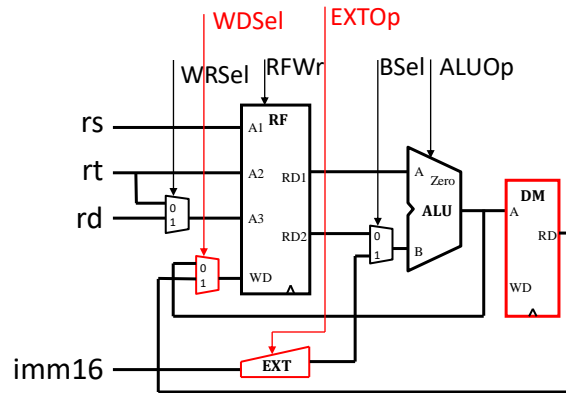 WDSel
EXTOp
WRSel
RFWr
BSel
ALUOp
rs
A1
RF
rt
A2
RD1
A
Zero
rd
0
1
A3
ALU
DM
A
RD
RD2
0
1
B
0
1
WD
WD
imm16
EXT